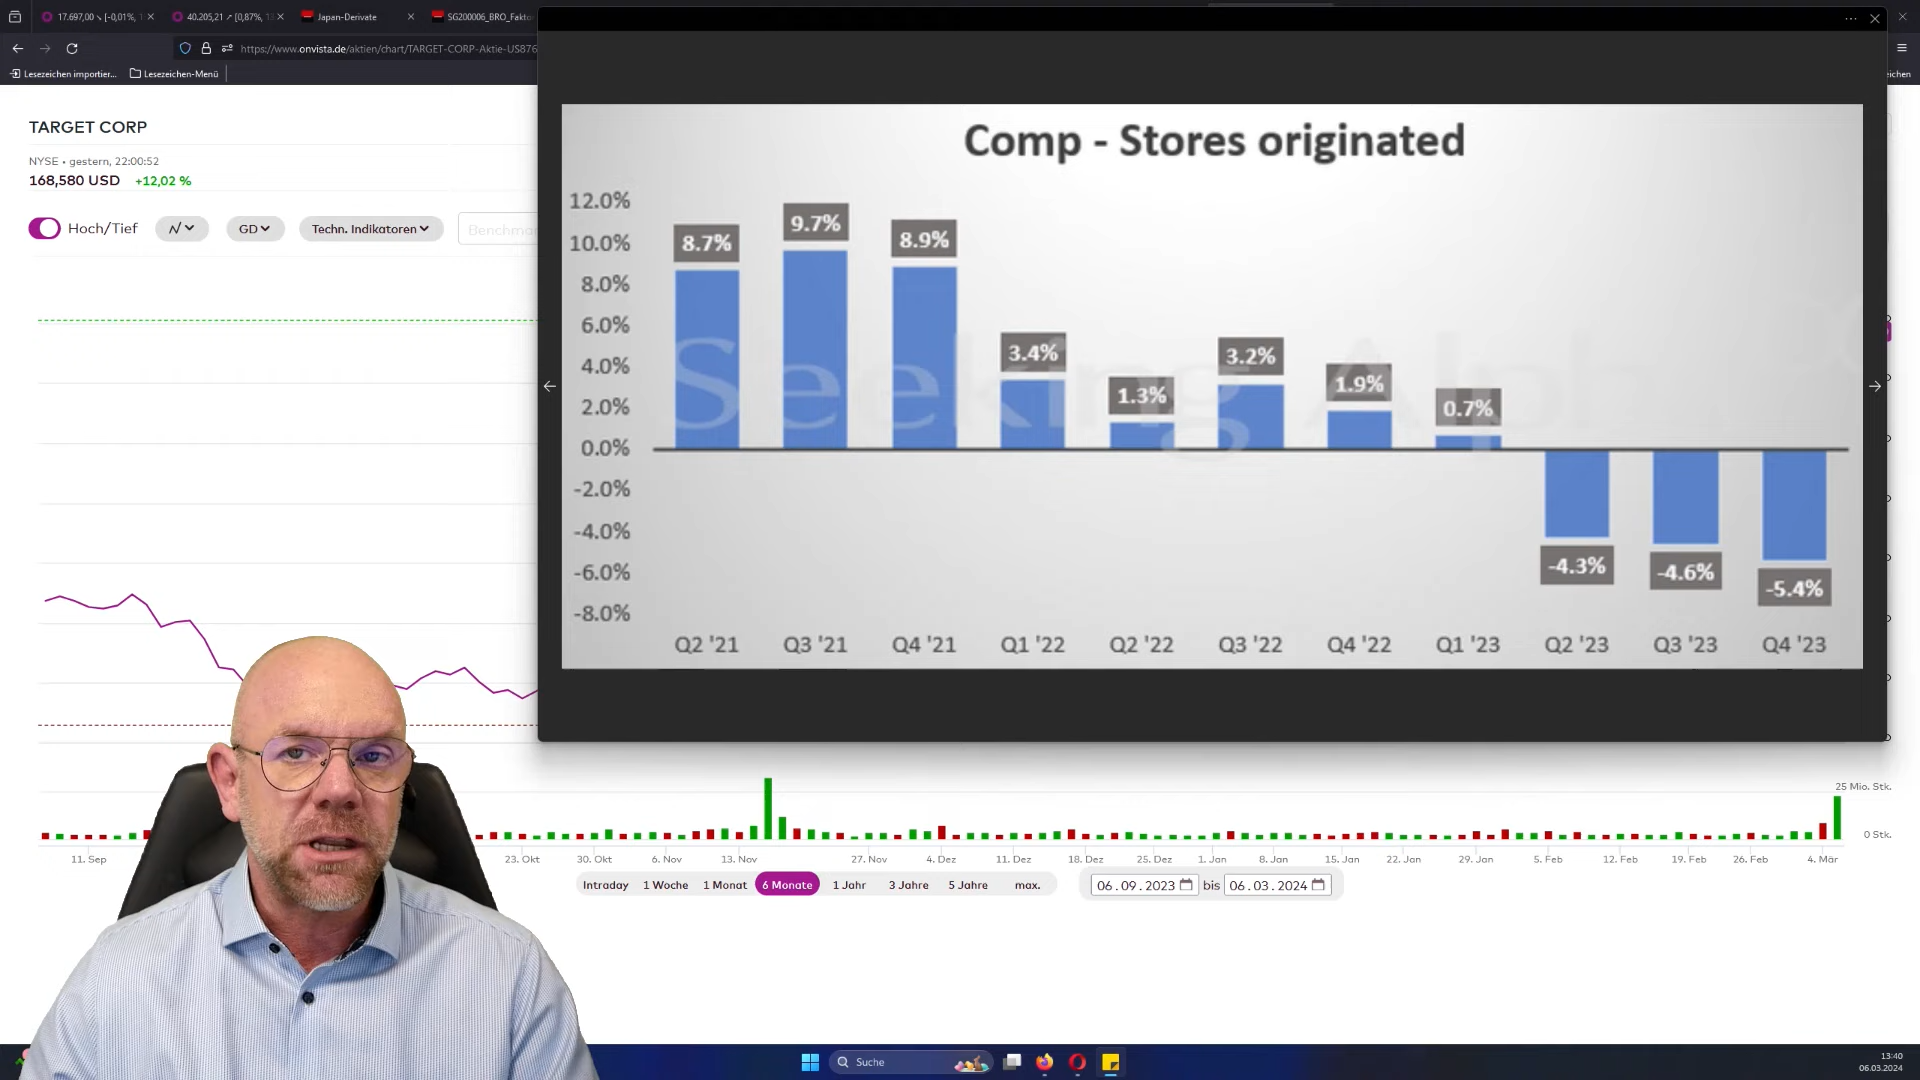 17.697,00 ↘ [-0,01%, 1
40.205,21 ↗ [0,87%, 1
Japan-Derivate
SG200006_BRO_Fakto
https://www.onvista.de/aktien/chart/TARGET-CORP-Aktie-US876
Lesezeichen importier...
Lesezeichen-Menü
eichen
TARGET CORP
NYSE • gestern, 22:00:52
168,580 USD +12,02 %
Hoch/Tief
GD
Techn. Indikatoren
Benchma
Comp - Stores originated
12.0%
10.0%
8.0%
6.0%
4.0%
2.0%
0.0%
-2.0%
-4.0%
-6.0%
-8.0%
8.7%
9.7%
8.9%
3.4%
1.3%
3.2%
1.9%
0.7%
-4.3%
-4.6%
-5.4%
Seeking Alph
Q2 '21 Q3 '21 Q4 '21 Q1 '22 Q2 '22 Q3 '22 Q4 '22 Q1 '23 Q2 '23 Q3 '23 Q4 '23
25 Mio. Stk.
0 Stk.
11. Sep 23. Okt 30. Okt 6. Nov 13. Nov 27. Nov 4. Dez 11. Dez 18. Dez 25. Dez 1. Jan 8. Jan 15. Jan 22. Jan 29. Jan 5. Feb 12. Feb 19. Feb 26. Feb 4. Mär
Intraday 1 Woche 1 Monat 6 Monate 1 Jahr 3 Jahre 5 Jahre max.
06.09.2023 bis 06.03.2024
Suche
13:40
06.03.2024